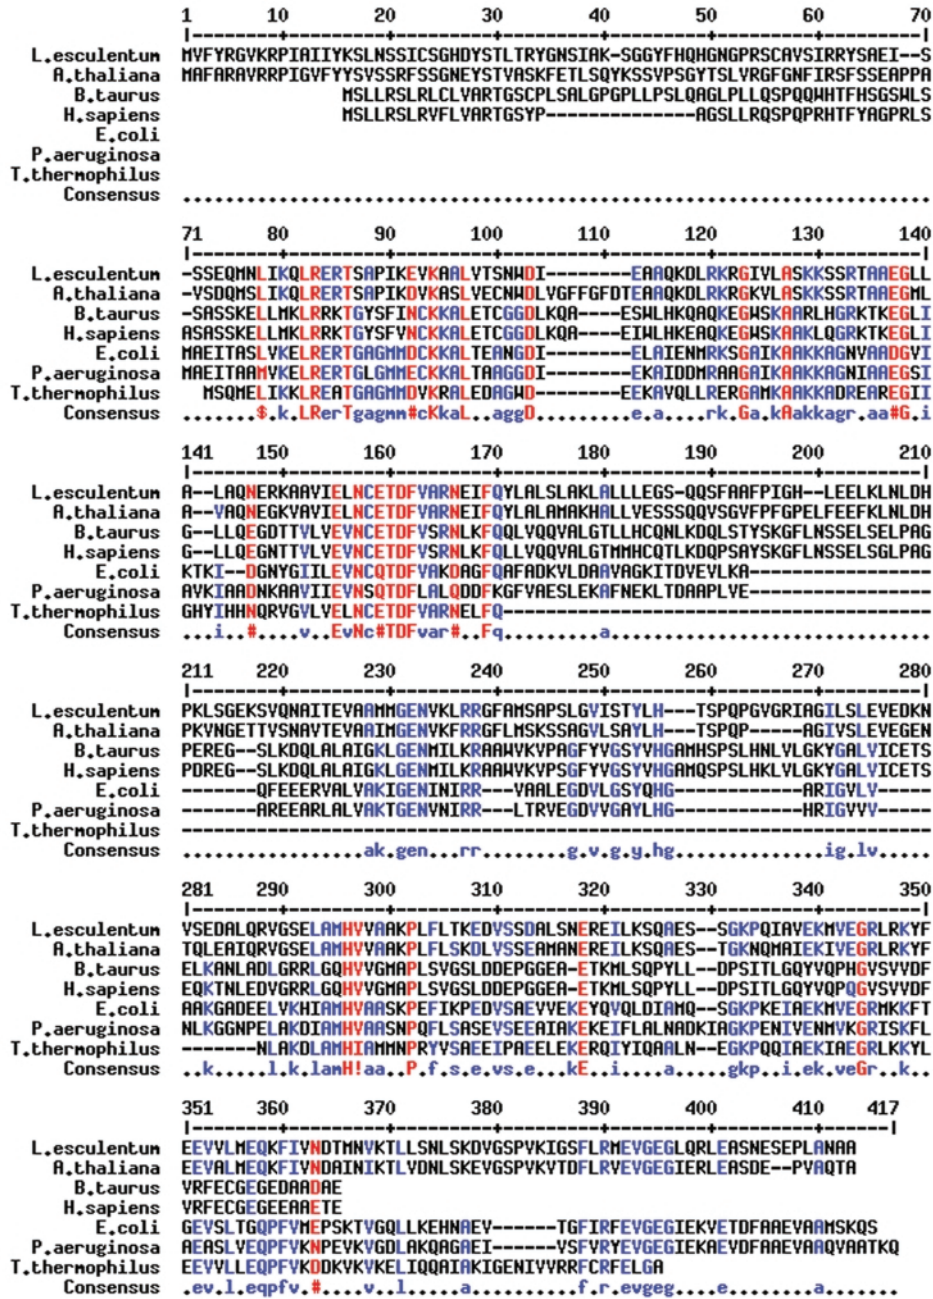 1 10 20 30 40 50 60 70
|--------+---------+---------+---------+---------+---------+---------|
L.esculentum MVFYRGVKRPIAIIYKSLNSSICSGHDYSTLTRYGNSIAK-SGGYFHQHGNGPRSCAVSIRRYSAEI--S
A.thaliana MAFARAVRRPIGVFYYSVSSRFSSGNEYSTVASKFETLSQYKSSVPSGYTSLVRGFGNFIRSFSSEAPPA
B.taurus MSLLRSLRLCLVARTGSCPLSALGPGPLLPSLQAGLPLLQSPQQWHTFHSGSWLS
H.sapiens MSLLRSLRVFLVARTGSYP--------------AGSLLRQSPQPRHTFYAGPRLS
E.coli
P.aeruginosa
T.thermophilus
Consensus ......................................................................
71 80 90 100 110 120 130 140
|--------+---------+---------+---------+---------+---------+---------|
L.esculentum -SSEQMNLIKQLRERTSAPIKEVKAALVTSNWDI--------EAAQKDLRKRGIVLASKKSSRTAAEGLL
A.thaliana -VSDQMSLIKQLRERTSAPIKDVKASLVECNWDLVGFFGFDTEAAQKDLRKRGKVLASKKSSRTAAEGML
B.taurus -SASSKELLMKLRRKTGYSFINCKKALETCGGDLKQA----ESWLHKQAQKEGWSKAARLHGRKTKEGLI
H.sapiens ASASSKELLMKLRRKTGYSFVNCKKALETCGGDLKQA----EIWLHKEAQKEGWSKAAKLQGRKTKEGLI
E.coli MAEITASLVKELRERTGAGMMDCKKALTEANGDI--------ELAIENMRKSGAIKAAKKAGNVAADGVI
P.aeruginosa MAEITAAMVKELRERTGLGMMECKKALTAAGGDI--------EKAIDDMRAAGAIKAAKKAGNIAAEGSI
T.thermophilus MSQMELIKKLREATGAGMMDVKRALEDAGWD--------EEKAVQLLRERGAMKAAKKADREAREGII
Consensus .......$.k.LRerTgagmm#cKkaL..aggD.........e.a....rk.Ga.kAakkagr.aa#G.i
141 150 160 170 180 190 200 210
|--------+---------+---------+---------+---------+---------+---------|
L.esculentum A--LAQNERKAAVIELNCETDFVARNEIFQYLALSLAKLALLLEGS-QQSFAAFPIGH--LEELKLNLDH
A.thaliana A--VAQNEGKVAVIELNCETDFVARNEIFQYLALAMAKHALLVESSSQQVSGVFPFGPELFEEFKLNLDH
B.taurus G--LLQEGDTTVLVEVNCETDFVSRNLKFQQLVQQVALGTLLHCQNLKDQLSTYSKGFLNSSELSELPAG
H.sapiens G--LLQEGNTTVLVEVNCETDFVSRNLKFQLLVQQVALGTMMHCQTLKDQPSAYSKGFLNSSELSGLPAG
E.coli KTKI--DGNYGIILEVNCQTDFVAKDAGFQAFADKVLDAAVAGKITDVEVLKA-----------------
P.aeruginosa AVKIAADNKAAVIIEVNSQTDFLALQDDFKGFVAESLEKAFNEKLTDAAPLVE-----------------
T.thermophilus GHYIHHNQRVGVLVELNCETDFVARNELFQ----------------------------------------
Consensus ...i..#....v..EvNc#TDFvar#..Fq.........a..............................
211 220 230 240 250 260 270 280
|--------+---------+---------+---------+---------+---------+---------|
L.esculentum PKLSGEKSVQNAITEVAAMMGENVKLRRGFAMSAPSLGVISTYLH---TSPQPGVGRIAGILSLEVEDKN
A.thaliana PKVNGETTVSNAVTEVAAIMGENVKFRRGFLMSKSSAGVLSAYLH---TSPQP-----AGIVSLEVEGEN
B.taurus PEREG--SLKDQLALAIGKLGENMILKRAAWVKVPAGFYVGSYVHGAMHSPSLHNLVLGKYGALVICETS
H.sapiens PDREG--SLKDQLALAIGKLGENMILKRAAWVKVPSGFYVGSYVHGAMQSPSLHKLVLGKYGALVICETS
E.coli -------QFEEERVALVAKIGENINIRR---VAALEGDVLGSYQHG------------ARIGVLV-----
P.aeruginosa -------AREEARLALVAKTGENVNIRR---LTRVEGDVVGAYLHG------------HRIGVVV-----
T.thermophilus ----------------------------------------------------------------------
Consensus .................ak.gen...rr........g.v.g.y.hg..............ig.lv.....
281 290 300 310 320 330 340 350
|--------+---------+---------+---------+---------+---------+---------|
L.esculentum VSEDALQRVGSELAMHVVAAKPLFLTKEDVSSDALSNEREILKSQAES--SGKPQIAVEKMVEGRLRKYF
A.thaliana TQLEAIQRVGSELAMHVVAAKPLFLSKDLVSSEAMANEREILKSQAES--TGKNQMAIEKIVEGRLRKYF
B.taurus ELKANLADLGRRLGQHVVGMAPLSVGSLDDEPGGEA-ETKMLSQPYLL--DPSITLGQYVQPHGVSVVDF
H.sapiens EQKTNLEDVGRRLGQHVVGMAPLSVGSLDDEPGGEA-ETKMLSQPYLL--DPSITLGQYVQPQGVSVVDF
E.coli AAKGADEELVKHIAMHVAASKPEFIKPEDVSAEVVEKEYQVQLDIAMQ--SGKPKEIAEKMVEGRMKKFT
P.aeruginosa NLKGGNPELAKDIAMHVAASNPQFLSASEVSEEAIAKEKEIFLALNADKIAGKPENIVENMVKGRISKFL
T.thermophilus -------NLAKDLAMHIAMMNPRYVSAEEIPAEELEKERQIYIQAALN--EGKPQQIAEKIAEGRLKKYL
Consensus ..k.....l.k.lamH!aa..P.f.s.e.vs.e...kE..i....a.....gkp..i.ek.veGr..k..
351 360 370 380 390 400 410 417
|--------+---------+---------+---------+---------+---------+------|
L.esculentum EEVVLMEQKFIVNDTMNVKTLLSNLSKDVGSPVKIGSFLRMEVGEGLQRLEASNESEPLANAA
A.thaliana EEVALMEQKFIVNDAINIKTLVDNLSKEVGSPVKVTDFLRVEVGEGIERLEASDE--PVAQTA
B.taurus VRFECGEGEDAADAE
H.sapiens VRFECGEGEEAAETE
E.coli GEVSLTGQPFVMEPSKTVGQLLKEHNAEV------TGFIRFEVGEGIEKVETDFAAEVAAMSKQS
P.aeruginosa AEASLVEQPFVKNPEVKVGDLAKQAGAEI------VSFVRYEVGEGIEKAEVDFAAEVAAQVAATKQ
T.thermophilus EEVVLLEQPFVKDDKVKVKELIQQAIAKIGENIVVRRFCRFELGA
Consensus .ev.l.eqpfv.#....v..l.....a..........f.r.evgeg....e........a.......